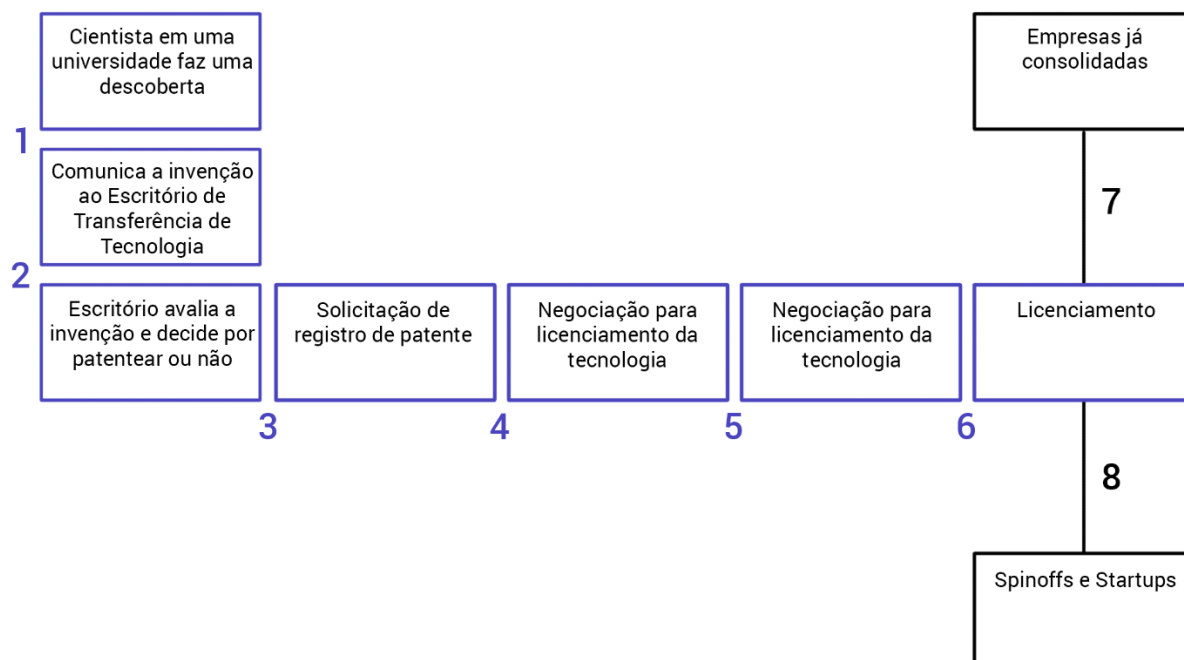 Cientista em uma
universidade faz uma
descoberta
1
Comunica a invenção
ao Escritório de
Transferência de
Tecnologia
2
Escritório avalia a
invenção e decide por
patentear ou não
3
Solicitação de
registro de patente
4
Negociação para
licenciamento da
tecnologia
5
Negociação para
licenciamento da
tecnologia
6
Licenciamento
7
Empresas já
consolidadas
8
Spinoffs e Startups